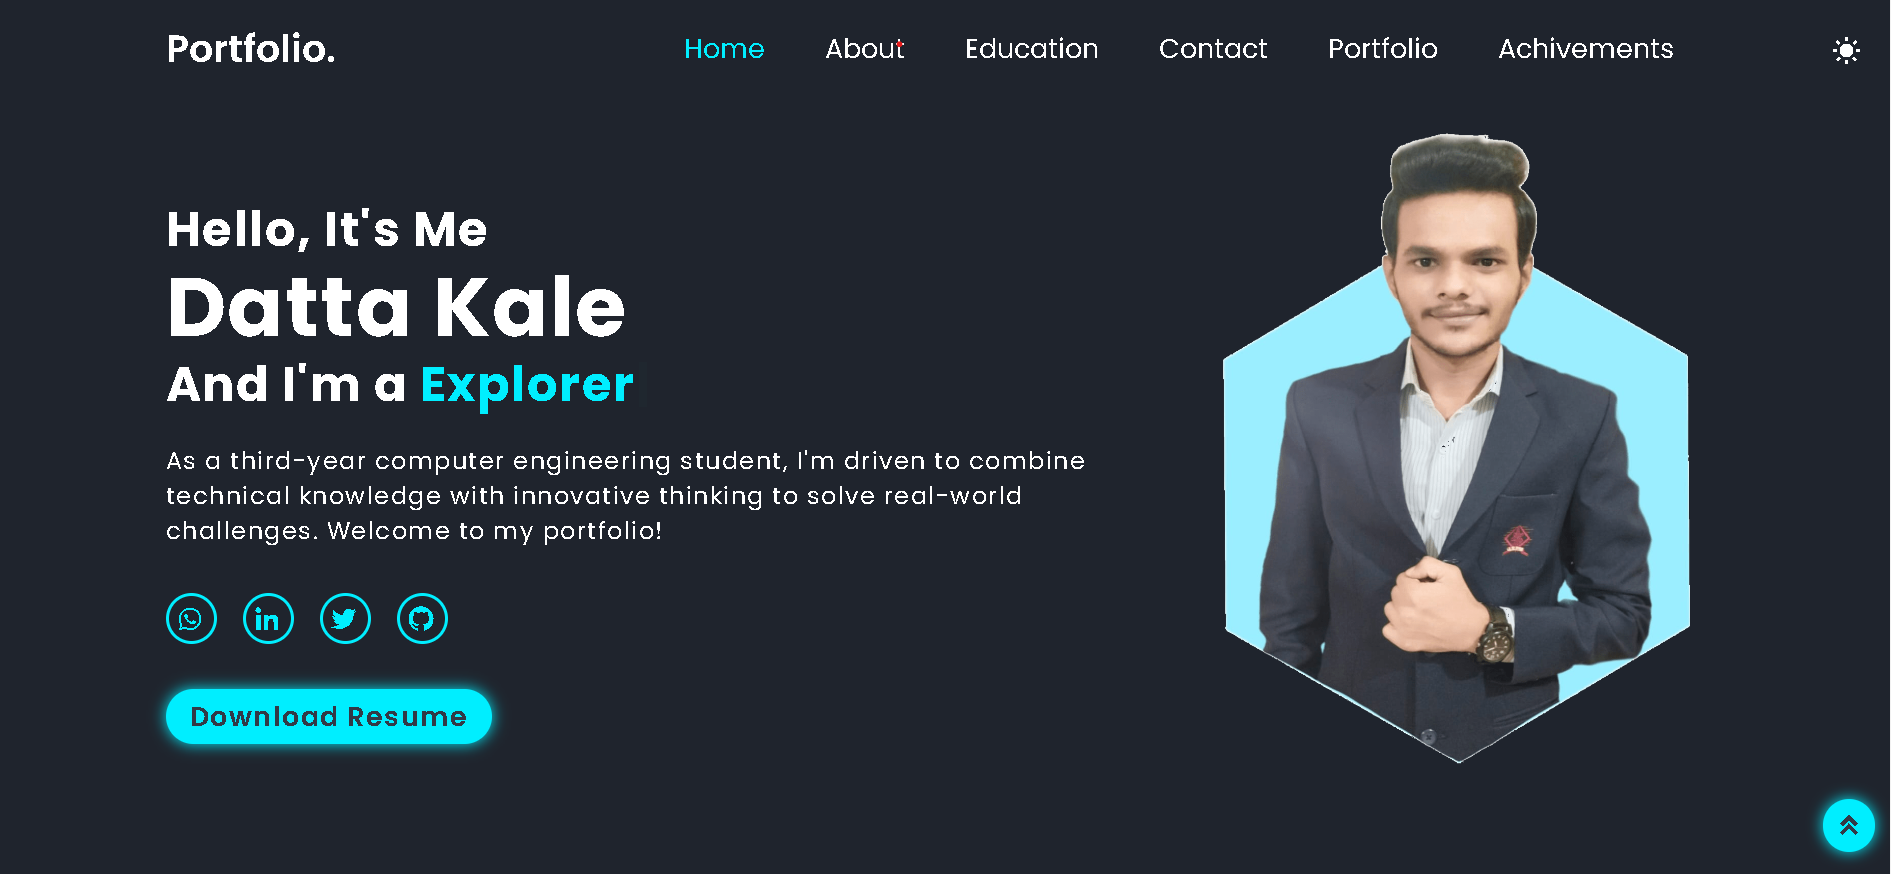 Portfolio.
Home About Education Contact Portfolio Achivements
Hello, It's Me
Datta Kale
And I'm a Explorer
As a third-year computer engineering student, I'm driven to combine
technical knowledge with innovative thinking to solve real-world
challenges. Welcome to my portfolio!
in
Download Resume